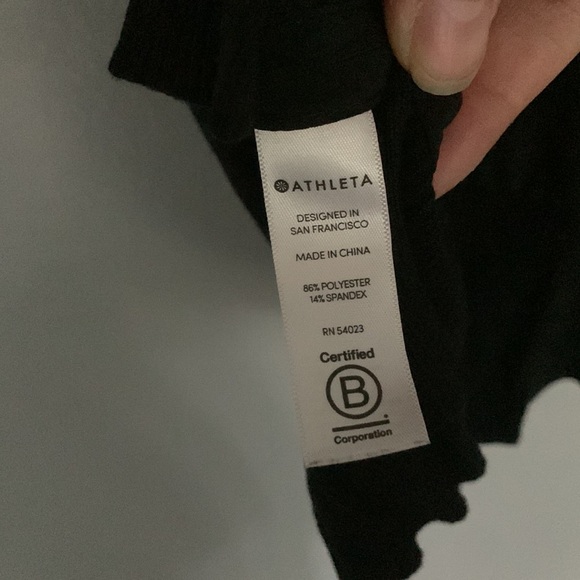 ATHLETA
DESIGNED IN
SAN FRANCISCO
MADE IN CHINA
86% POLYESTER
14% SPANDEX
RN 54023
Certified
B
Corporation